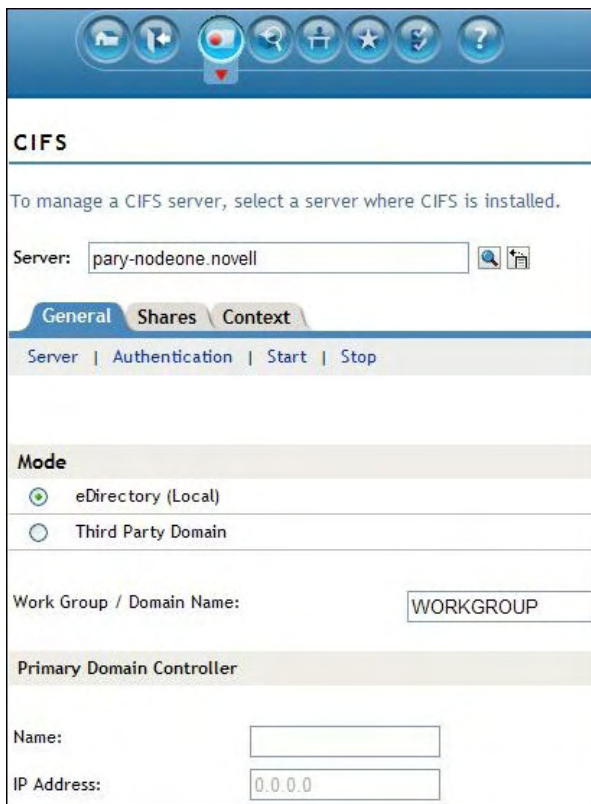 ?
CIFS
To manage a CIFS server, select a server where CIFS is installed.
Server: pary-nodeone.novell
General Shares Context
Server | Authentication | Start | Stop
Mode
eDirectory (Local)
Third Party Domain
Work Group / Domain Name: WORKGROUP
Primary Domain Controller
Name:
IP Address: 0.0.0.0